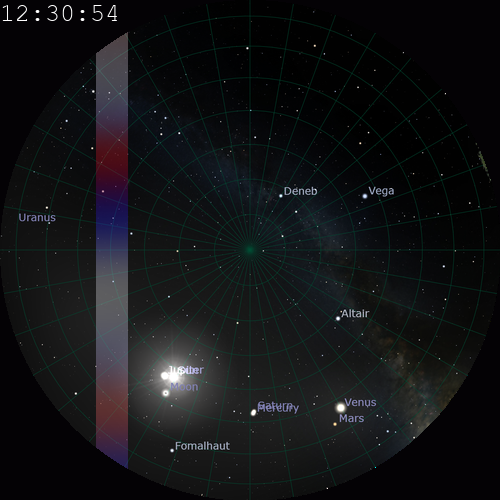 12:30:54
Deneb
Vega
Uranus
Altair
Moon
Venus
Saturn
Mercury
Mars
Fomalhaut